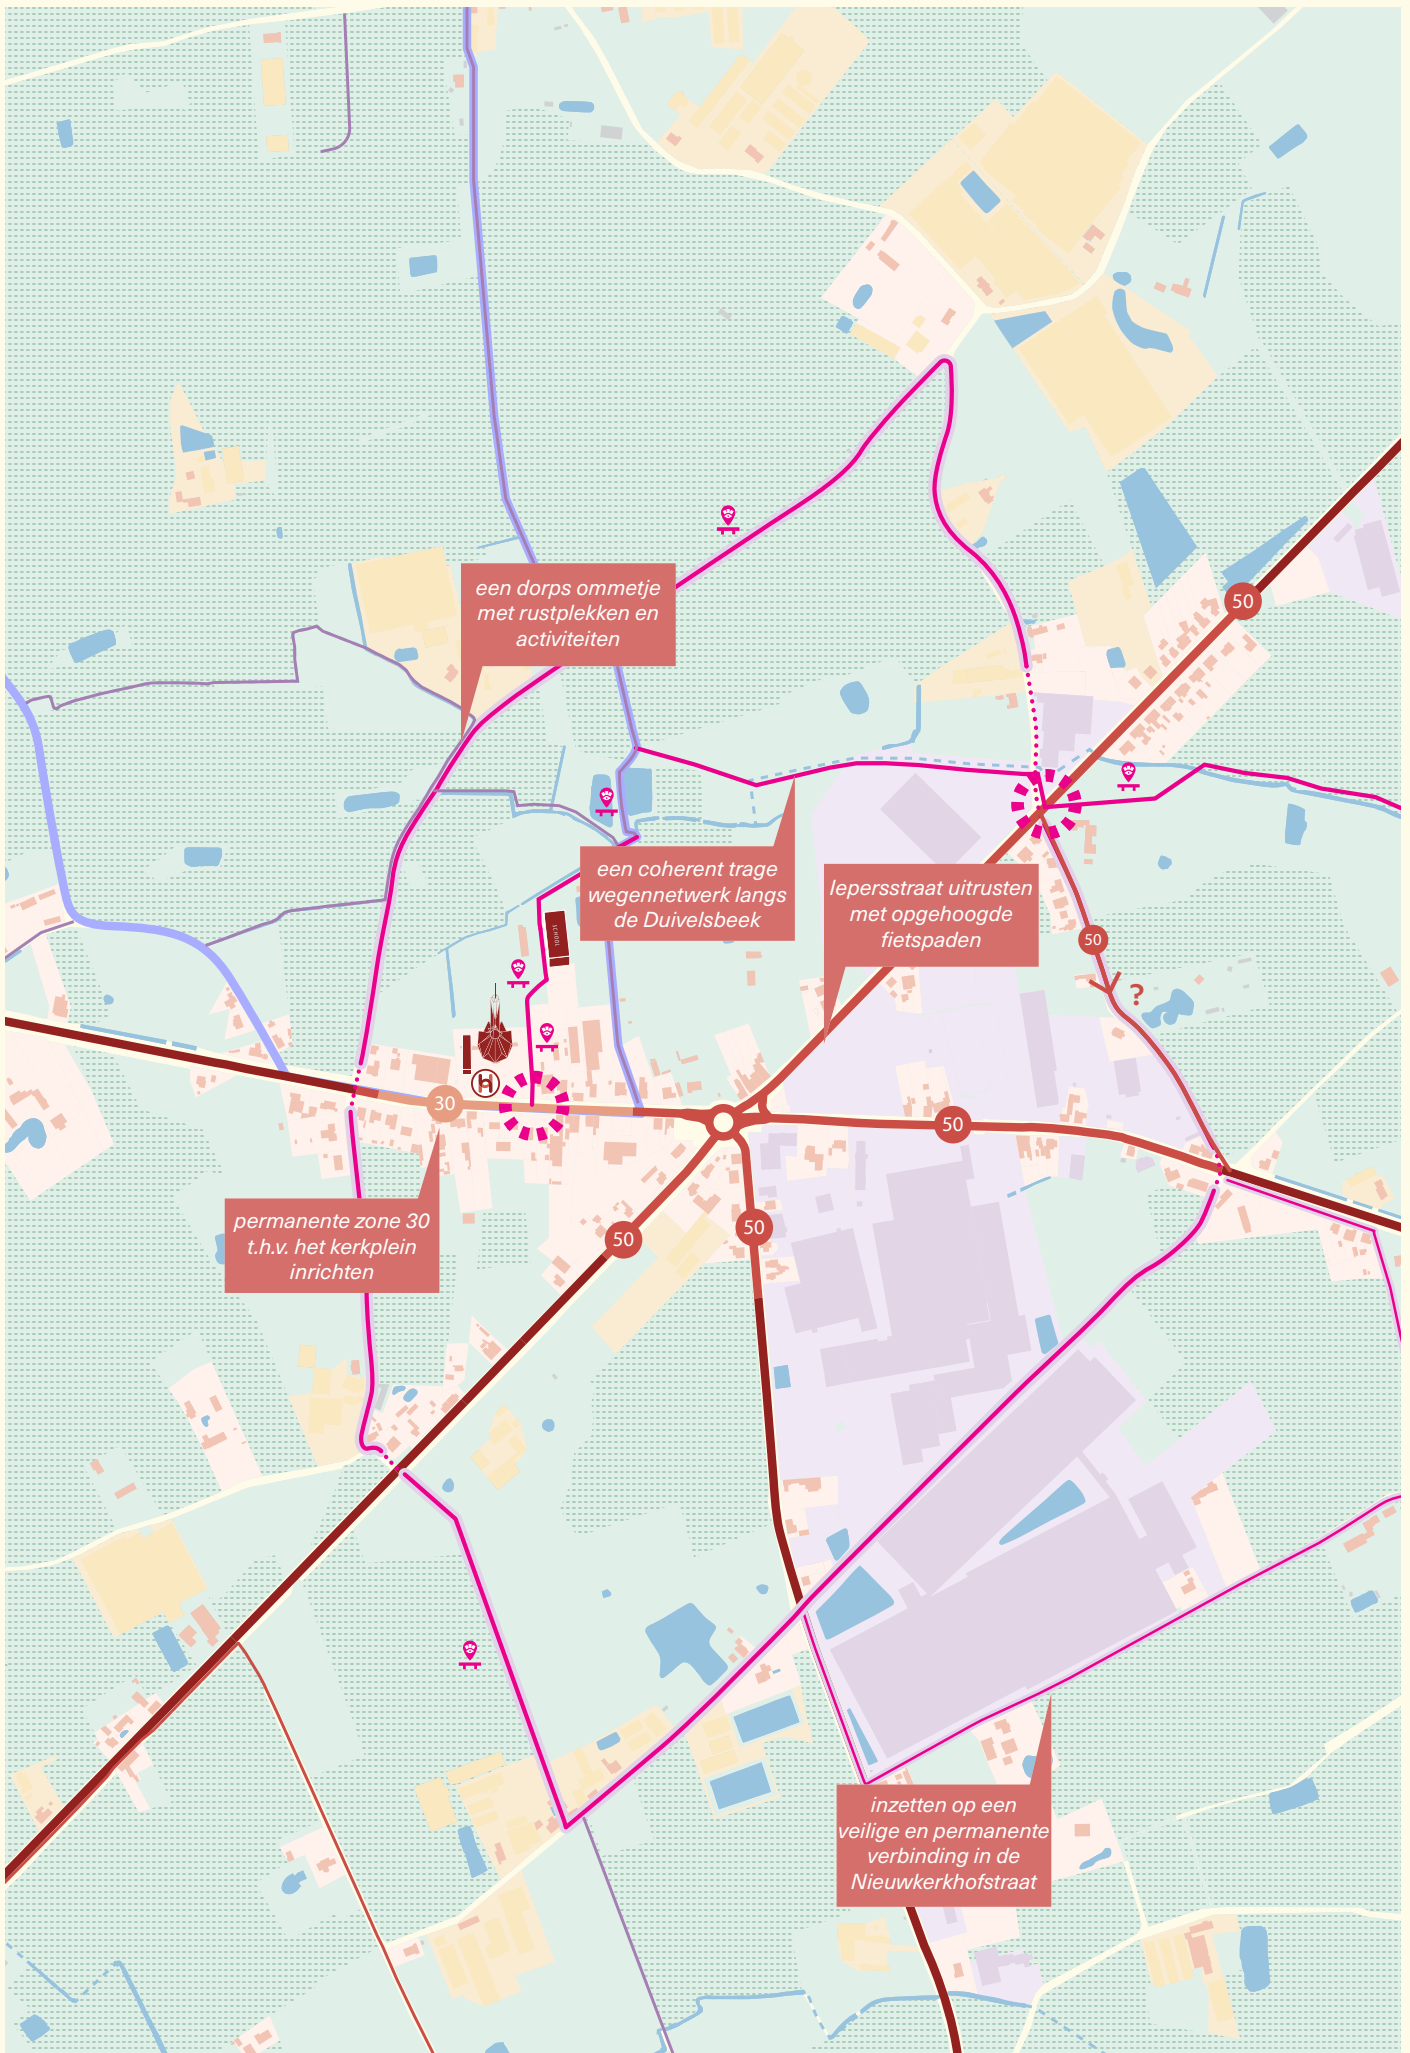 een dorps ommetje
met rustplekken en
activiteiten
50
een coherent trage
wegennetwerk langs
de Duivelsbeek
Iepersstraat uitrusten
met opgehoogde
fietspaden
SCHOOL
50
?
H
30
50
permanente zone 30
t.h.v. het kerkplein
inrichten
50
50
inzetten op een
veilige en permanente
verbinding in de
Nieuwkerkhofstraat